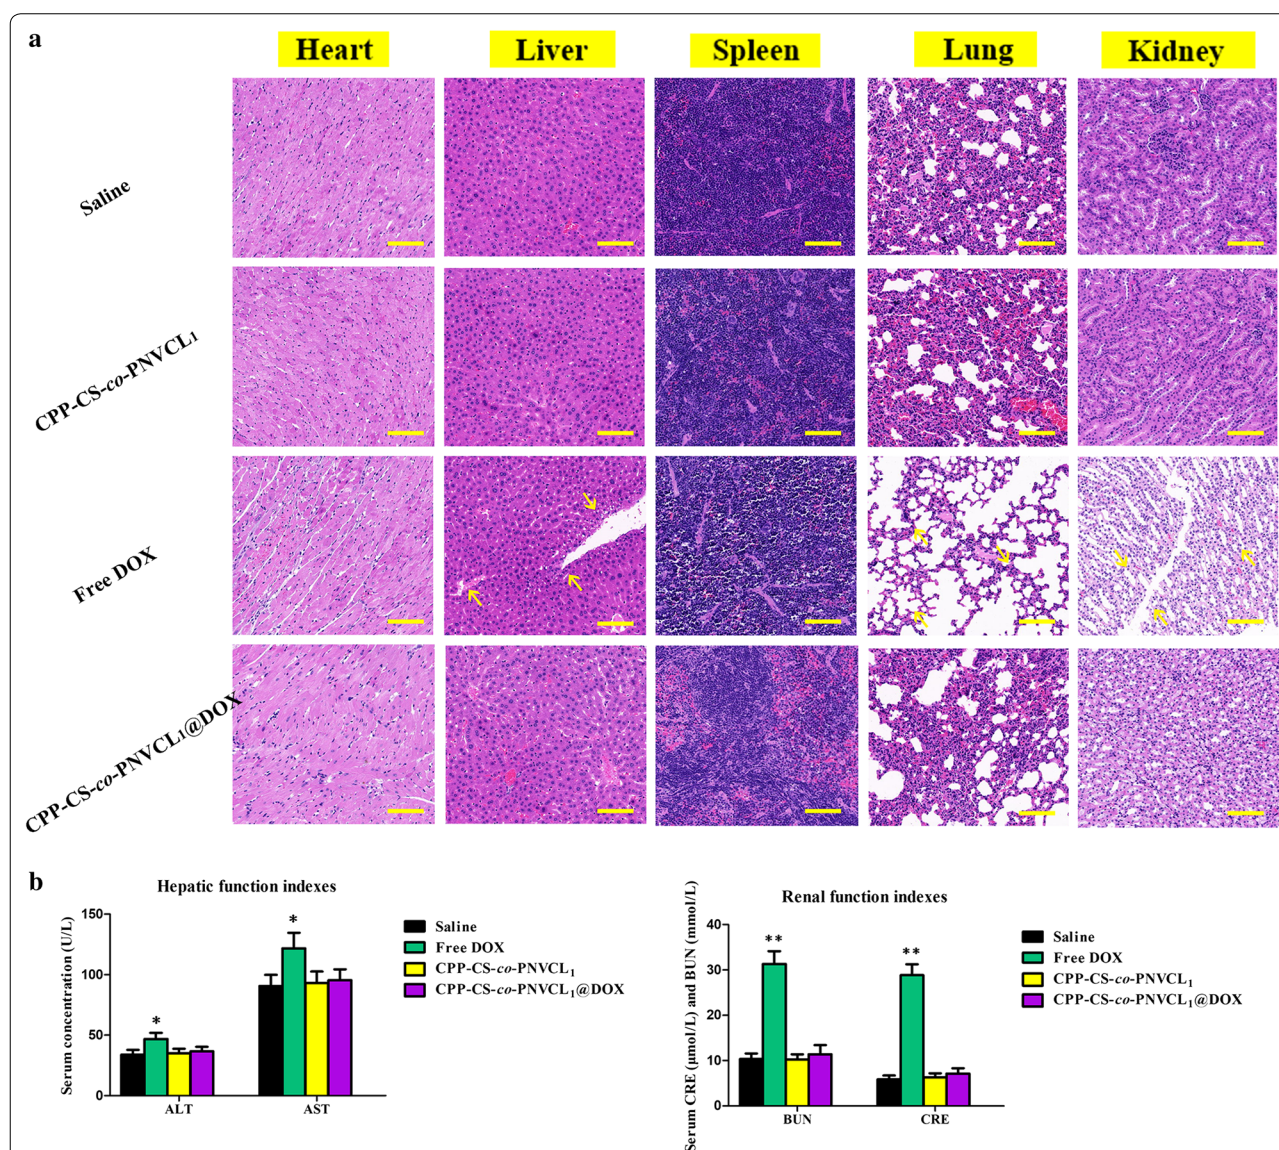 a
Heart Liver Spleen Lung Kidney
Saline
CPP-CS-co-PNVCL1
Free DOX
CPP-CS-co-PNVCL1@DOX
b
Hepatic function indexes
Serum concentration (U/L)
150
100
50
0
*
*
ALT AST
Saline
Free DOX
CPP-CS-co-PNVCL1
CPP-CS-co-PNVCL1@DOX
Renal function indexes
Serum CRE (μmol/L) and BUN (mmol/L)
40
30
20
10
0
**
**
BUN CRE
Saline
Free DOX
CPP-CS-co-PNVCL1
CPP-CS-co-PNVCL1@DOX